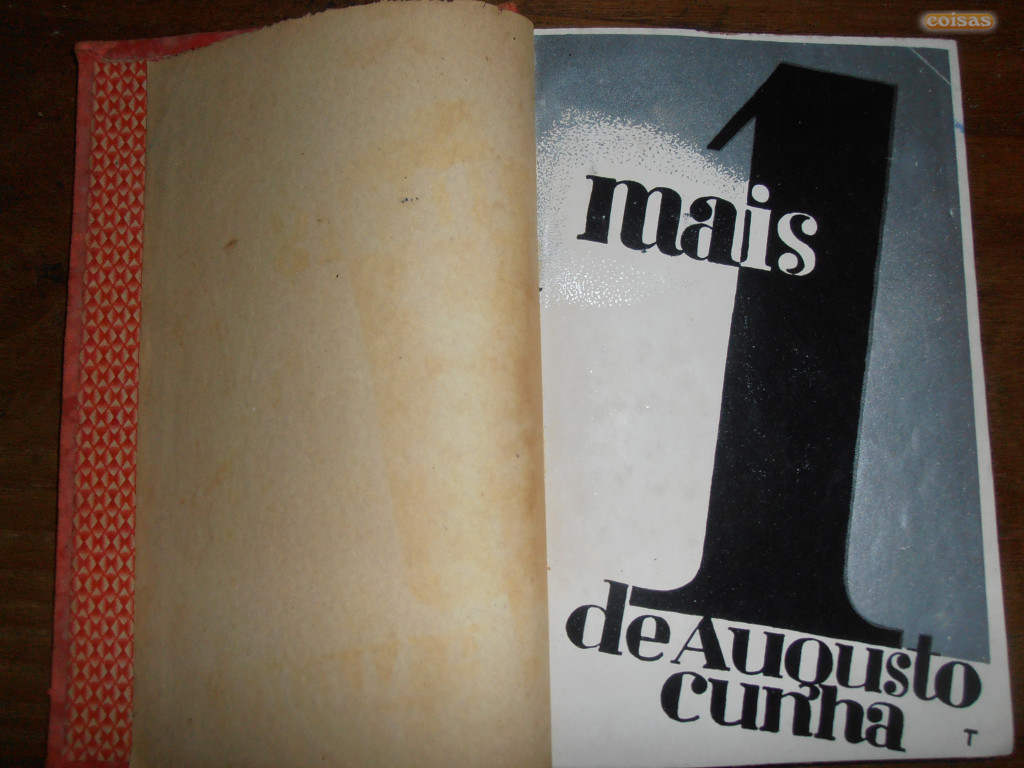 coisas
1
mais
de Augusto
cunha
T